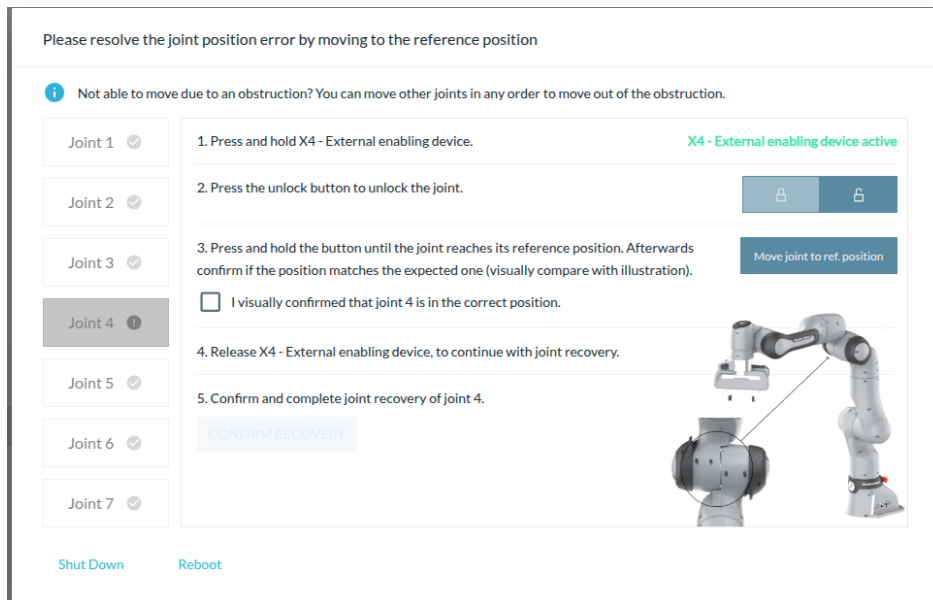 Please resolve the joint position error by moving to the reference position
Not able to move due to an obstruction? You can move other joints in any order to move out of the obstruction.
Joint 1
Joint 2
Joint 3
Joint 4
Joint 5
Joint 6
Joint 7
1. Press and hold X4 - External enabling device.
X4 - External enabling device active
2. Press the unlock button to unlock the joint.
3. Press and hold the button until the joint reaches its reference position. Afterwards
confirm if the position matches the expected one (visually compare with illustration).
Move joint to ref. position
I visually confirmed that joint 4 is in the correct position.
4. Release X4 - External enabling device, to continue with joint recovery.
5. Confirm and complete joint recovery of joint 4.
CONFIRM RECOVERY
Shut Down
Reboot